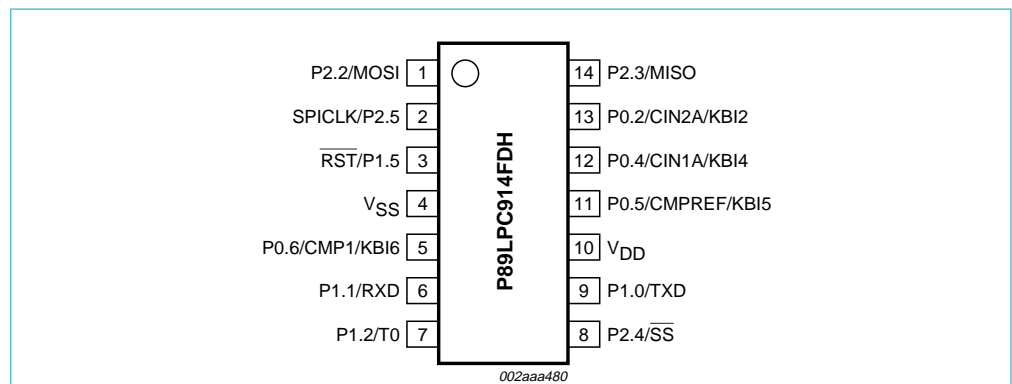 P2.2/MOSI 1 14 P2.3/MISO
SPICLK/P2.5 2 13 P0.2/CIN2A/KBI2
RST/P1.5 3 12 P0.4/CIN1A/KBI4
VSS 4 11 P0.5/CMPREF/KBI5
P0.6/CMP1/KBI6 5 10 VDD
P1.1/RXD 6 9 P1.0/TXD
P1.2/T0 7 8 P2.4/SS
P89LPC914FDH
002aaa480